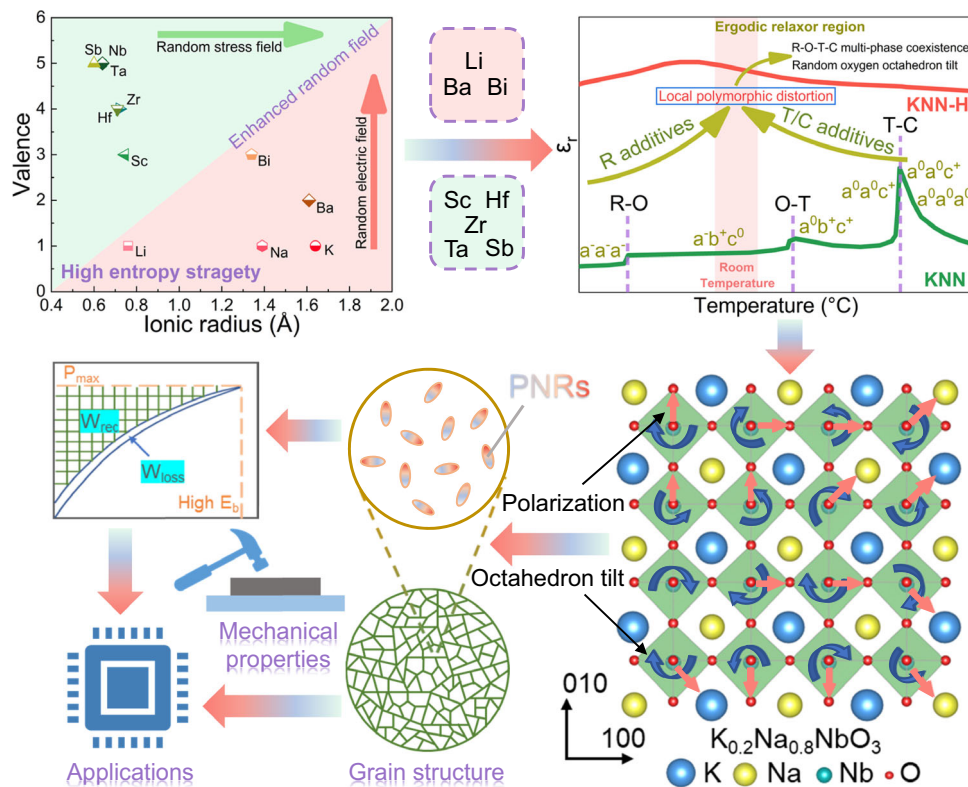 6
5
4
3
2
1
0
Valence
Sb Nb
Ta
Zr
Hf
Sc
Bi
Ba
Li
Na
K
Random stress field
Enhanced random field
Random electric field
High entropy stragety
0.4 0.6 0.8 1.0 1.2 1.4 1.6 1.8 2.0
Ionic radius (Å)
Li
Ba Bi
Sc Hf
Zr
Ta Sb
Ergodic relaxor region
R-O-T-C multi-phase coexistence
Random oxygen octahedron tilt
Local polymorphic distortion
KNN-H
εr
R additives
T/C additives
T-C
R-O
O-T
a⁻a⁻a⁻
a⁻b⁺c⁰
a⁰b⁺c⁺
a⁰a⁰c⁺
a⁰a⁰c⁺
a⁰a⁰a⁰
Room
Temperature
KNN
Temperature (°C)
Pmax
Wrec
Wloss
High Eb
PNRs
Polarization
Octahedron tilt
Mechanical
properties
Applications
Grain structure
010
100
K0.2Na0.8NbO3
K Na Nb O